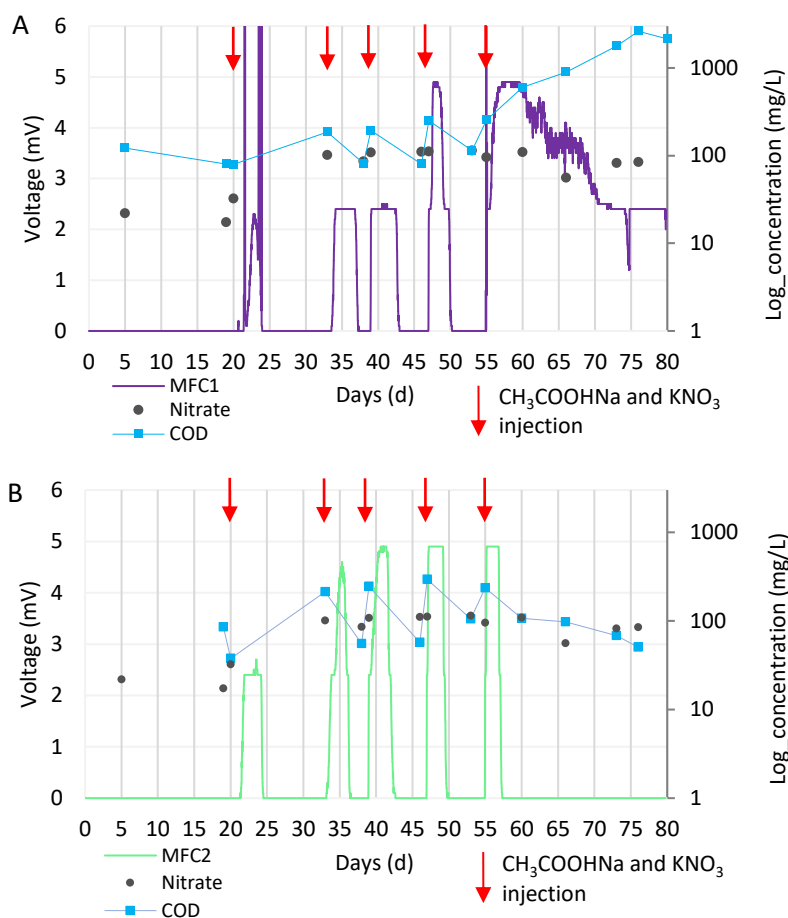 A
6
5
4
3
2
1
0
Voltage (mV)
1000
100
10
1
Log_concentration (mg/L)
0 5 10 15 20 25 30 35 40 45 50 55 60 65 70 75 80
Days (d)
MFC1
Nitrate
COD
CH₃COOHNa and KNO₃
injection
B
6
5
4
3
2
1
0
Voltage (mV)
1000
100
10
1
Log_concentration (mg/L)
0 5 10 15 20 25 30 35 40 45 50 55 60 65 70 75 80
Days (d)
MFC2
Nitrate
COD
CH₃COOHNa and KNO₃
injection